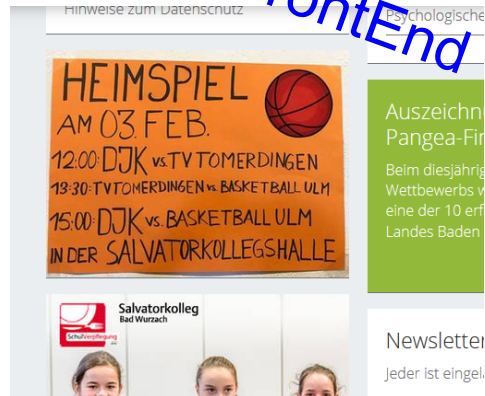 Hinweise zum Datenschutz
FrontEnd
Psychologische
HEIMSPIEL
AM 03. FEB.
12:00: DJK vs. TV TOMERDINGEN
13:30: TV TOMERDINGEN vs. BASKETBALL ULM
15:00: DJK vs. BASKETBALL ULM
IN DER SALVATORKOLLEGSHALLE
Auszeichn
Pangea-Fin
Beim diesjährig
Wettbewerbs w
eine der 10 erf
Landes Baden
Salvatorkolleg
Bad Wurzach
Schulverpflegung
Newsletter
Jeder ist eingela